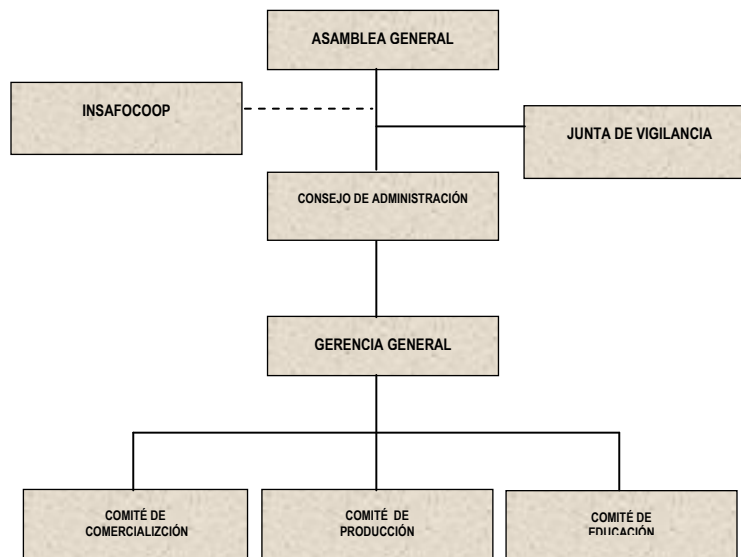 ASAMBLEA GENERAL
INSAFOCOOP
JUNTA DE VIGILANCIA
CONSEJO DE ADMINISTRACIÓN
GERENCIA GENERAL
COMITÉ DE
COMERCIALIZCIÓN
COMITÉ DE
PRODUCCIÓN
COMITÉ DE
EDUCACIÓN